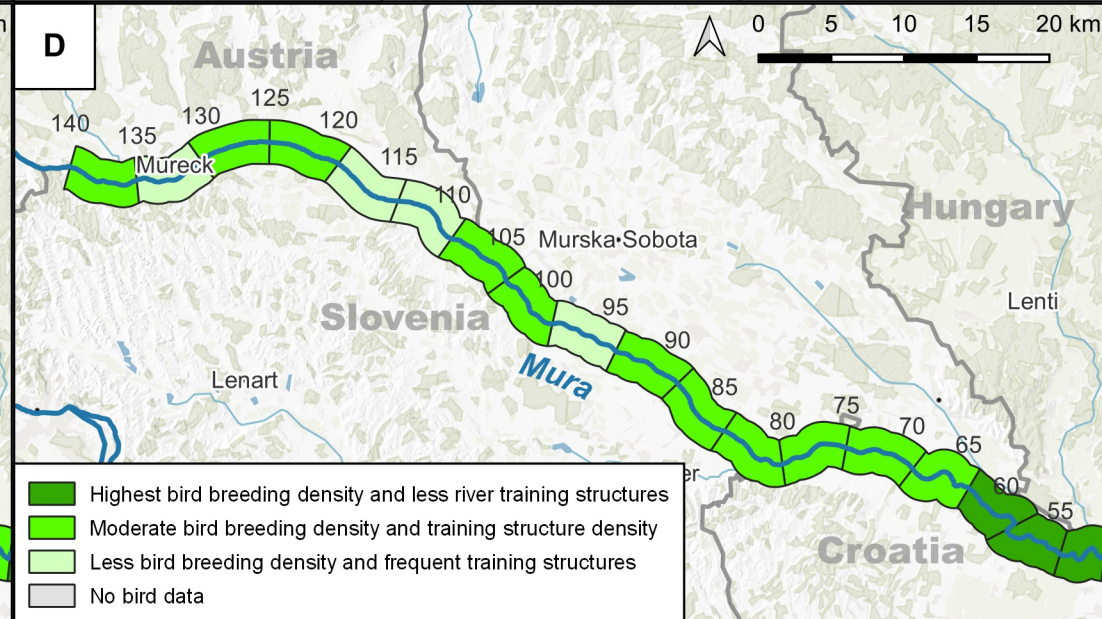 m
D
0 5 10 15 20 km
Austria
125
140
130
120
135
115
Mureck
110
Hungary
105
Murska•Sobota
100
Lenti
95
Slovenia
90
Mura
Lenart
85
75
80
70
65
er
60
55
Croatia
Highest bird breeding density and less river training structures
Moderate bird breeding density and training structure density
Less bird breeding density and frequent training structures
No bird data